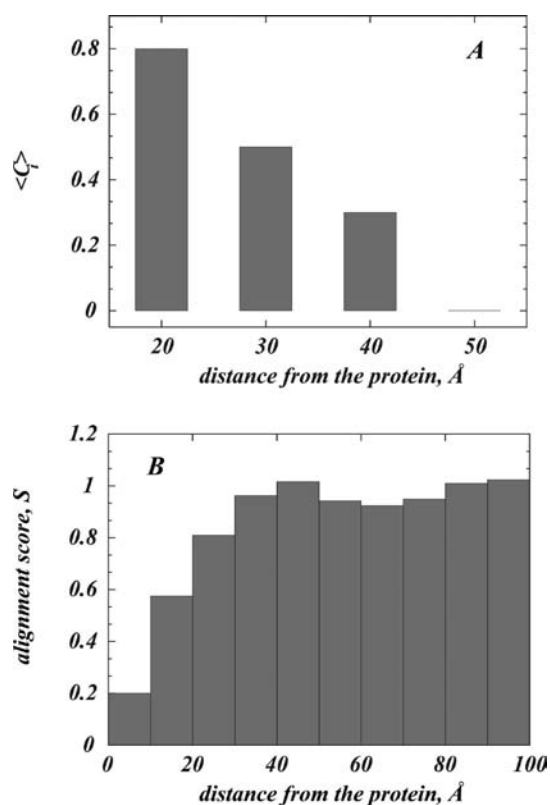 A
0.8
0.6
0.4
0.2
0
<C_i>
20 30 40 50
distance from the protein, Å
B
1.2
1
0.8
0.6
0.4
0.2
0
alignment score, S
0 20 40 60 80 100
distance from the protein, Å